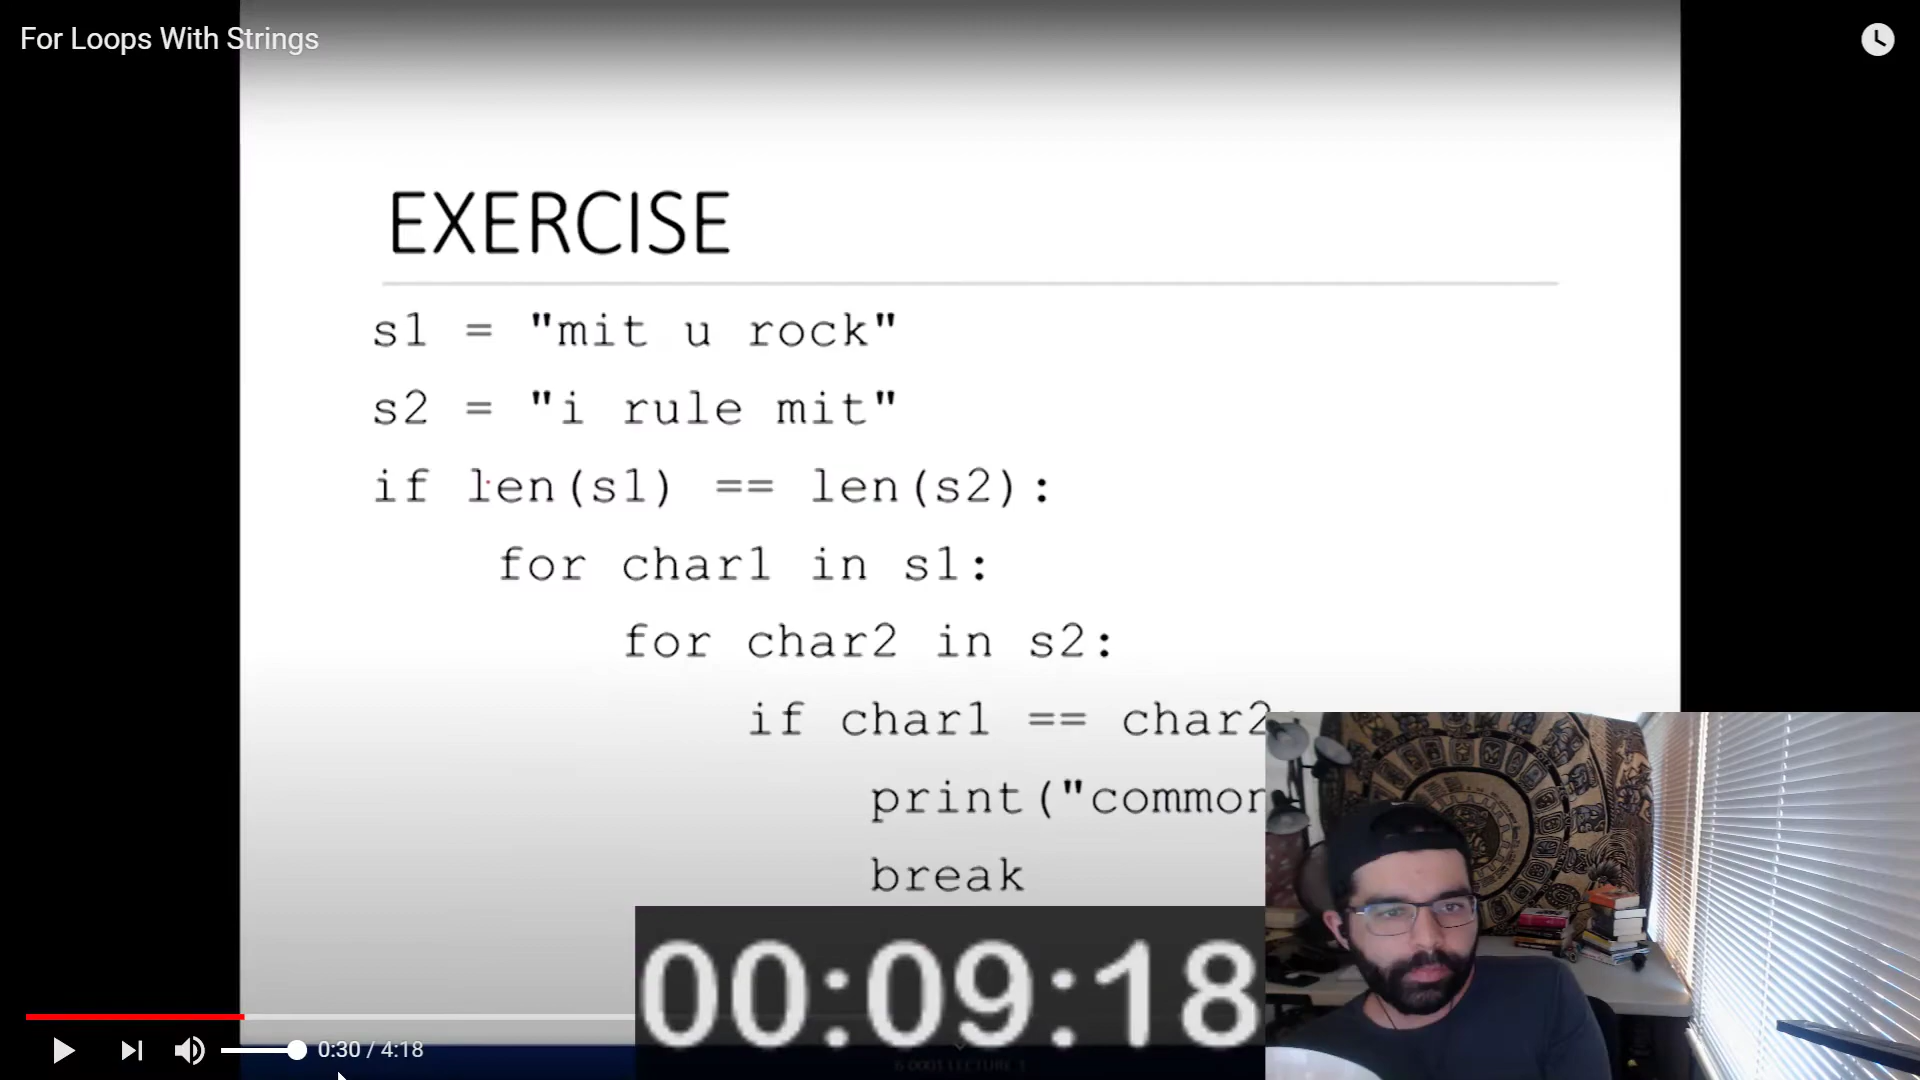 For Loops With Strings
EXERCISE
s1 = "mit u rock"
s2 = "i rule mit"
if len(s1) == len(s2):
for char1 in s1:
for char2 in s2:
if char1 == char2:
print("common
break
00:09:18
0:30 / 4:18